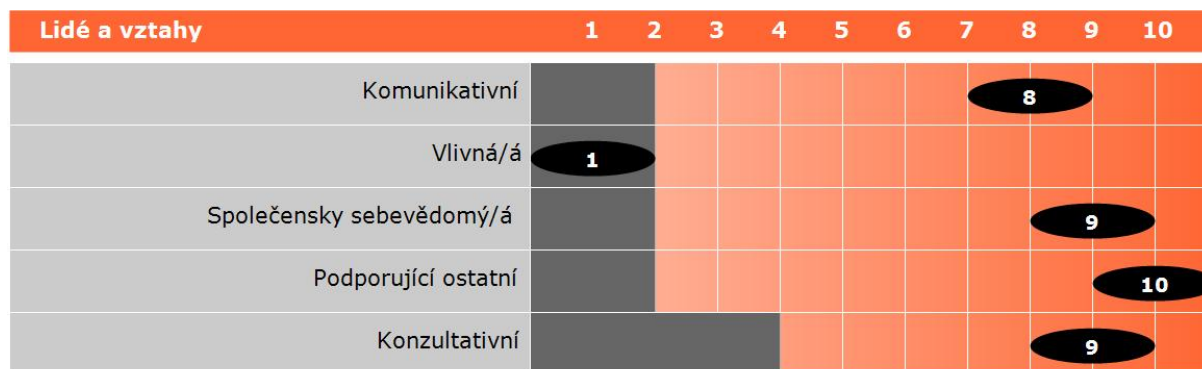 Lidé a vztahy 1 2 3 4 5 6 7 8 9 10
Komunikativní 8
Vlivná/á 1
Společensky sebevědomý/á 9
Podporující ostatní 10
Konzultativní 9